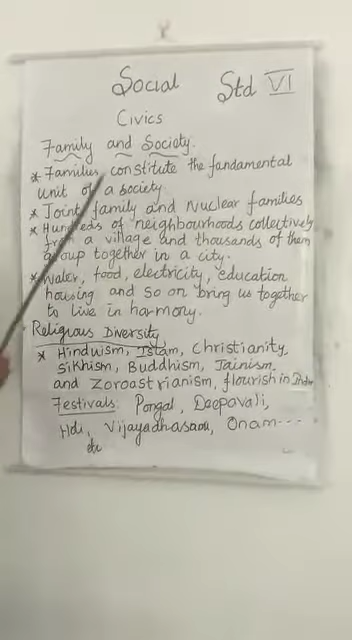 Social Std VI
Civics
Family and Society.
* Families constitute the fundamental
unit of a society.
* Joint family and Nuclear families
* Hundreds of neighbourhoods collectively
from a village and thousands of them
group together in a city.
* Water, food, electricity, education
housing and so on bring us together
to live in harmony.
Religious Diversity
* Hinduism, Islam, Christianity,
Sikhism, Buddhism, Jainism,
and Zoroastrianism, flourish in India
Festivals: Pongal, Deepavali,
Holi, Vijayadhasami, Onam ---
etc